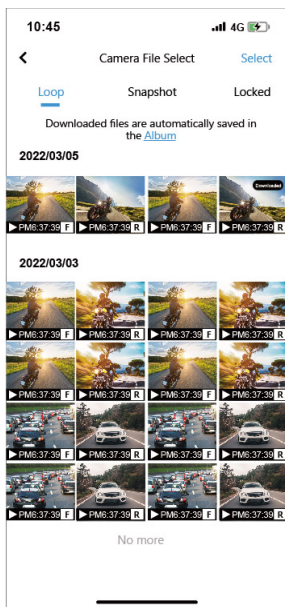 10:45
4G
Camera File Select
Select
Loop
Snapshot
Locked
Downloaded files are automatically saved in
the Album
2022/03/05
Downloaded
PM6:37:39 F
PM6:37:39 R
PM6:37:39 F
PM6:37:39 R
2022/03/03
PM6:37:39 F
PM6:37:39 R
PM6:37:39 F
PM6:37:39 R
PM6:37:39 F
PM6:37:39 R
PM6:37:39 F
PM6:37:39 R
PM6:37:39 F
PM6:37:39 R
PM6:37:39 F
PM6:37:39 R
PM6:37:39 F
PM6:37:39 R
PM6:37:39 F
PM6:37:39 R
No more